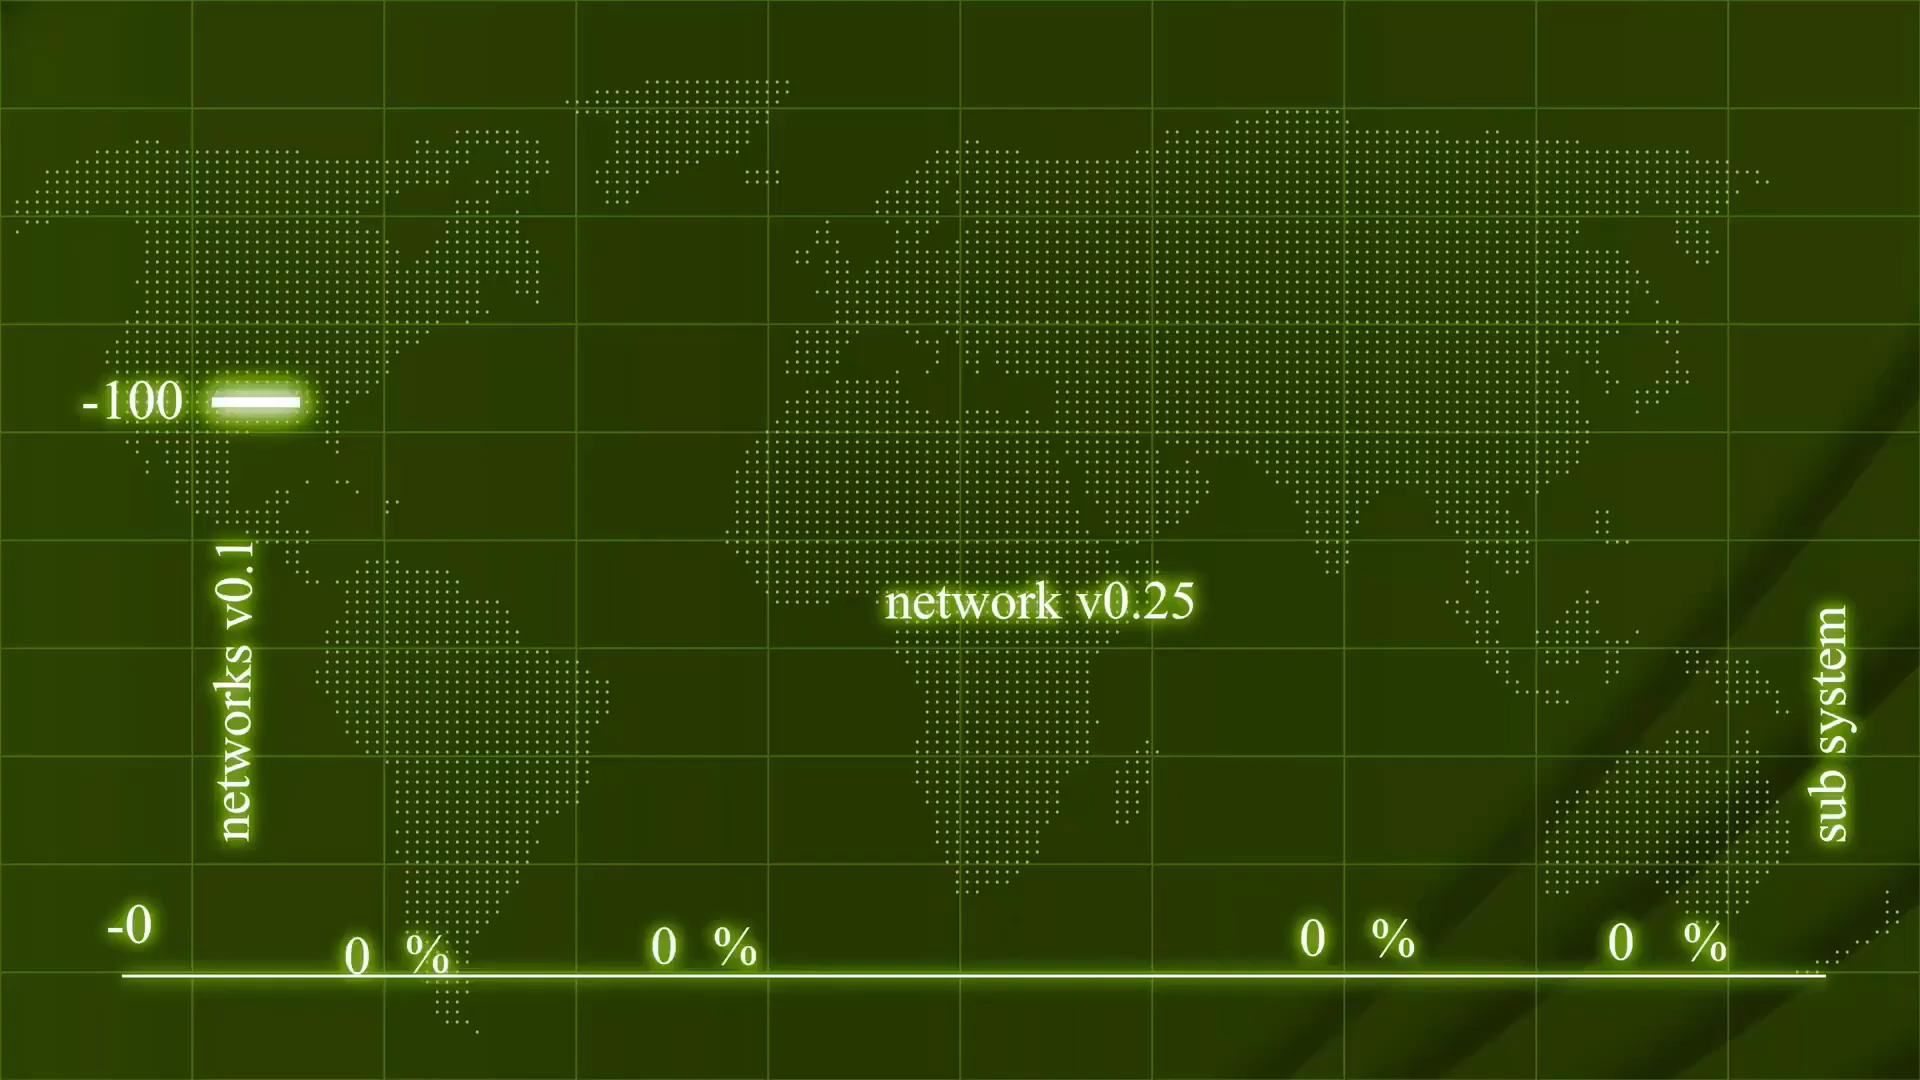 -100
networks v0.1
network v0.25
sub system
-0
0 %
0 %
0 %
0 %